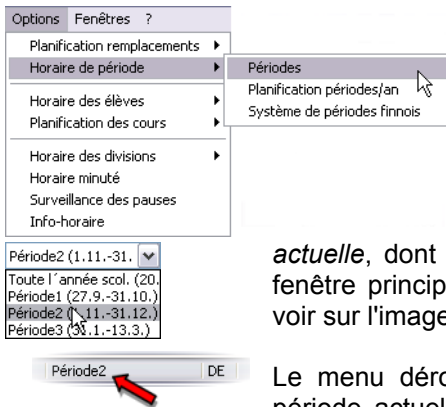 Options Fenêtres ?
Planification remplacements
Horaire de période
Horaire des élèves
Planification des cours
Horaire des divisions
Horaire minuté
Surveillance des pauses
Info-horaire
Périodes
Planification périodes/an
Système de périodes finnois
Période2 (1.11.-31.
Toute l´année scol. (20.
Période1 (27.9.-31.10.)
Période2 (1.11.-31.12.)
Période3 (31.1.-13.3.)
Période2 DE
actuelle, dont
fenêtre princip
voir sur l'image
Le menu déro
période actuel